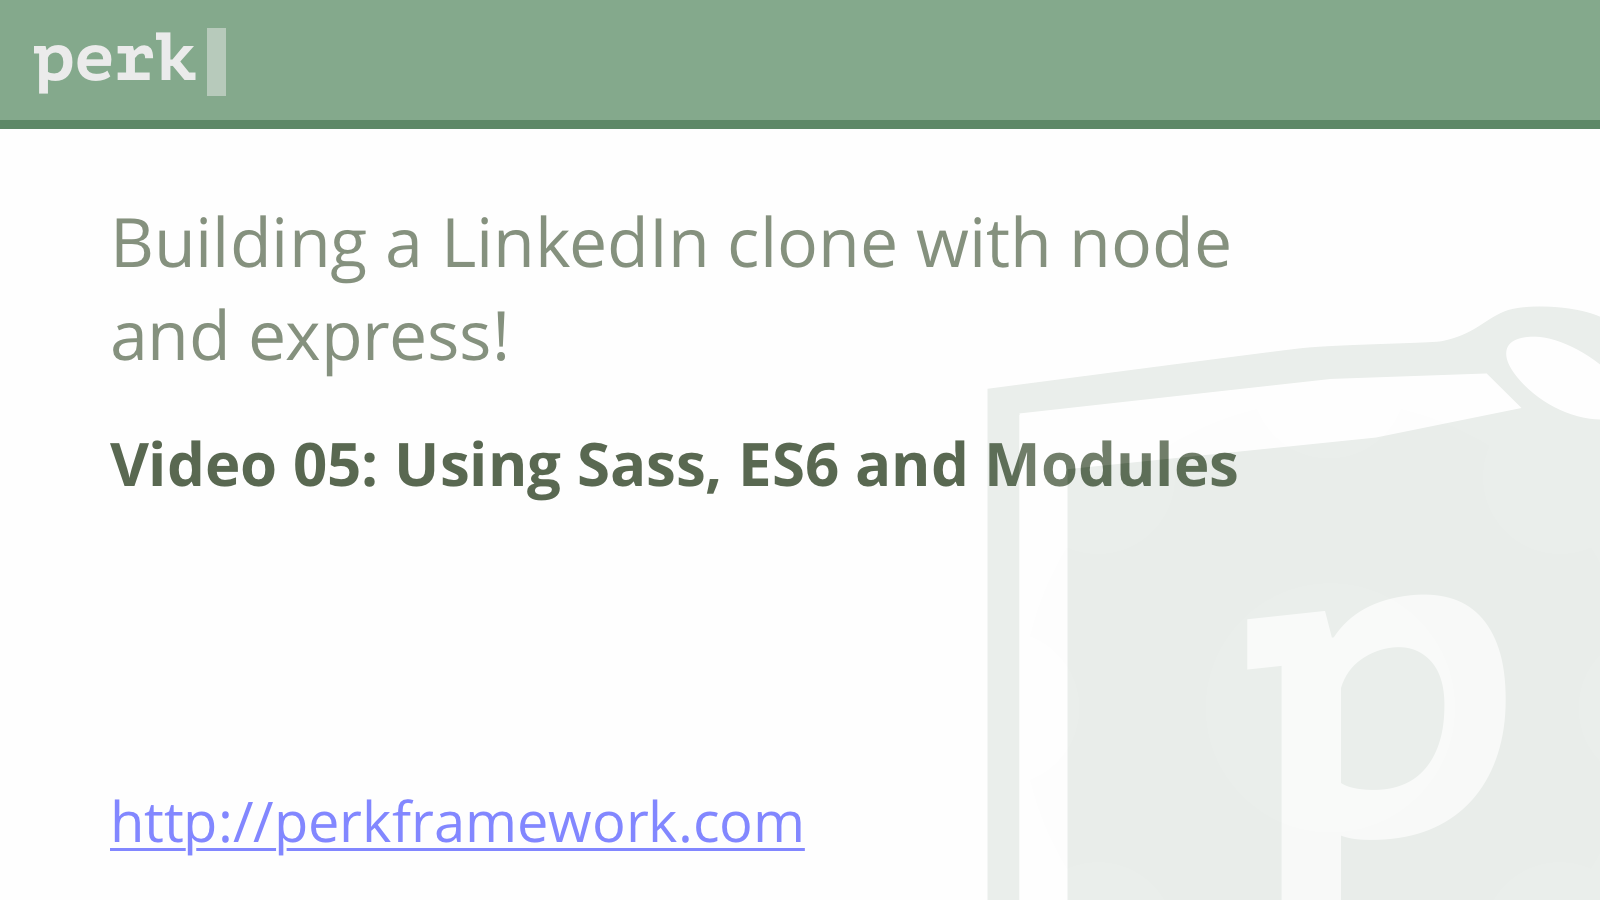 perk
Building a LinkedIn clone with node
and express!
Video 05: Using Sass, ES6 and Modules
p
http://perkframework.com